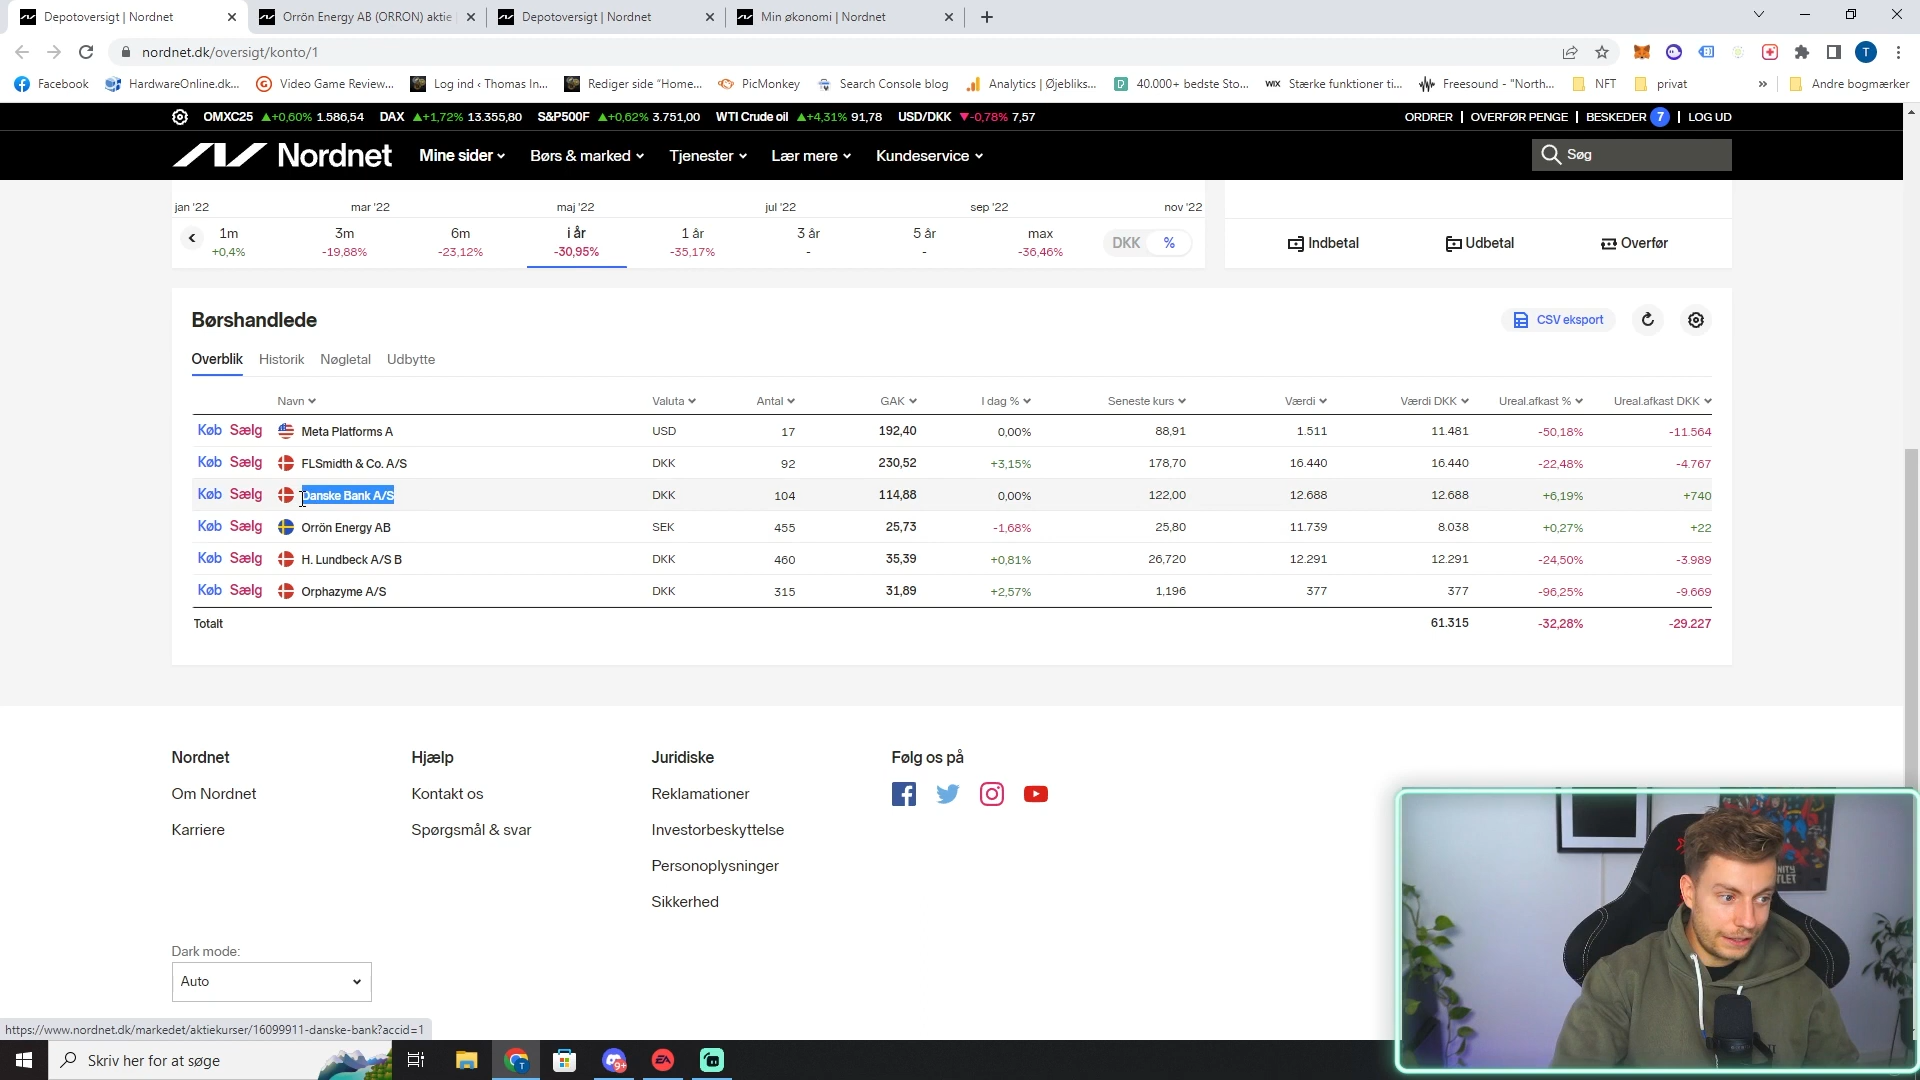 Depotoversigt | Nordnet
Orrön Energy AB (ORRON) aktie
Depotoversigt | Nordnet
Min økonomi | Nordnet
nordnet.dk/oversigt/konto/1
T
Facebook
HardwareOnline.dk...
Video Game Review...
Log ind ‹ Thomas In...
Rediger side "Home...
PicMonkey
Search Console blog
Analytics | Øjebliks...
40.000+ bedste Sto...
WIX Stærke funktioner ti...
Freesound - "North...
NFT
privat
»
Andre bogmærker
OMXC25 ▲+0,60% 1.586,54 DAX ▲+1,72% 13.355,80 S&P500F ▲+0,62% 3.751,00 WTI Crude oil ▲+4,31% 91,78 USD/DKK ▼-0,78% 7,57
ORDRER | OVERFØR PENGE | BESKEDER 7 | LOG UD
Nordnet
Mine sider
Børs & marked
Tjenester
Lær mere
Kundeservice
Søg
jan '22 mar '22 maj '22 jul '22 sep '22 nov '22
1m 3m 6m i år 1 år 3 år 5 år max
+0,4% -19,88% -23,12% -30,95% -35,17% - - -36,46%
DKK %
Indbetal
Udbetal
Overfør
Børshandlede
CSV eksport
Overblik Historik Nøgletal Udbytte
Navn Valuta Antal GAK I dag % Seneste kurs Værdi Værdi DKK Ureal.afkast % Ureal.afkast DKK
Køb Sælg Meta Platforms A USD 17 192,40 0,00% 88,91 1.511 11.481 -50,18% -11.564
Køb Sælg FLSmidth & Co. A/S DKK 92 230,52 +3,15% 178,70 16.440 16.440 -22,48% -4.767
Køb Sælg Danske Bank A/S DKK 104 114,88 0,00% 122,00 12.688 12.688 +6,19% +740
Køb Sælg Orrön Energy AB SEK 455 25,73 -1,68% 25,80 11.739 8.038 +0,27% +22
Køb Sælg H. Lundbeck A/S B DKK 460 35,39 +0,81% 26,720 12.291 12.291 -24,50% -3.989
Køb Sælg Orphazyme A/S DKK 315 31,89 +2,57% 1,196 377 377 -96,25% -9.669
Totalt 61.315 -32,28% -29.227
Nordnet
Om Nordnet
Karriere
Hjælp
Kontakt os
Spørgsmål & svar
Juridiske
Reklamationer
Investorbeskyttelse
Personoplysninger
Sikkerhed
Følg os på
Dark mode:
Auto
https://www.nordnet.dk/markedet/aktiekurser/16099911-danske-bank?accid=1
Skriv her for at søge
T
9+
EA